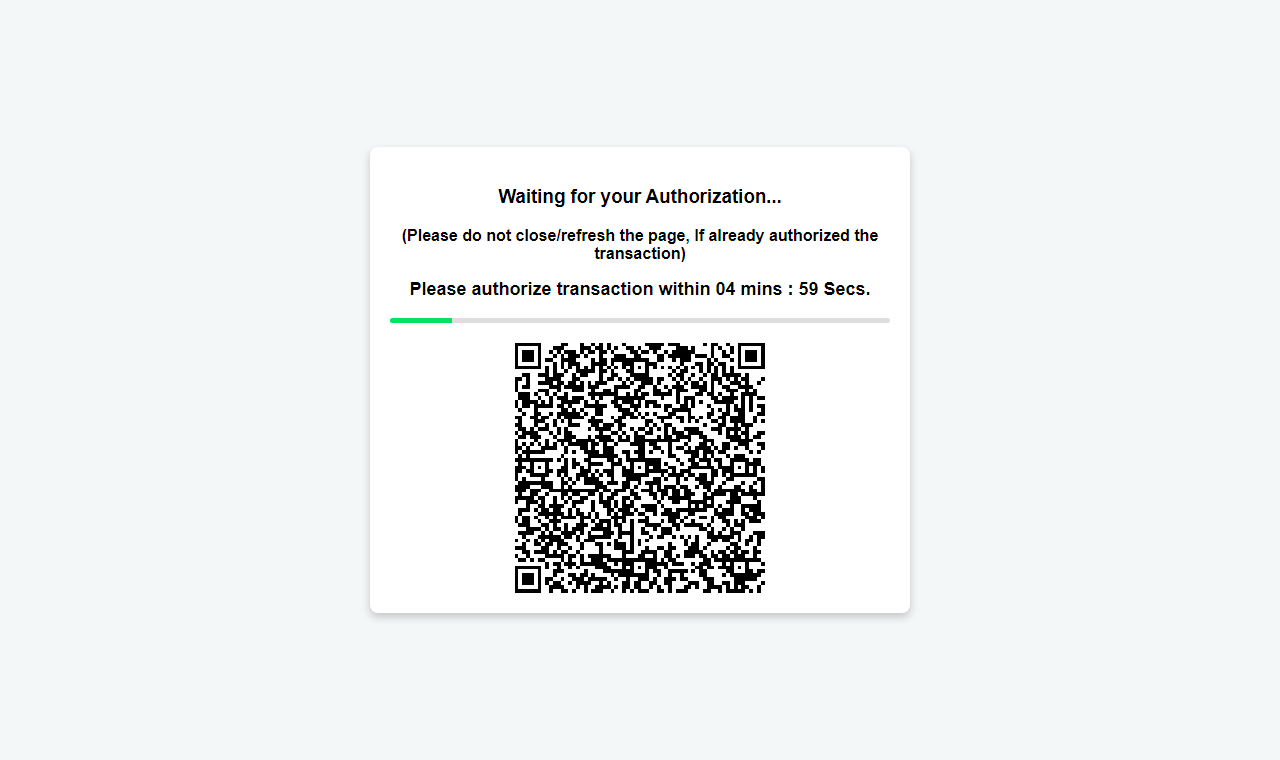 Waiting for your Authorization...
(Please do not close/refresh the page, If already authorized the
transaction)
Please authorize transaction within 04 mins : 59 Secs.